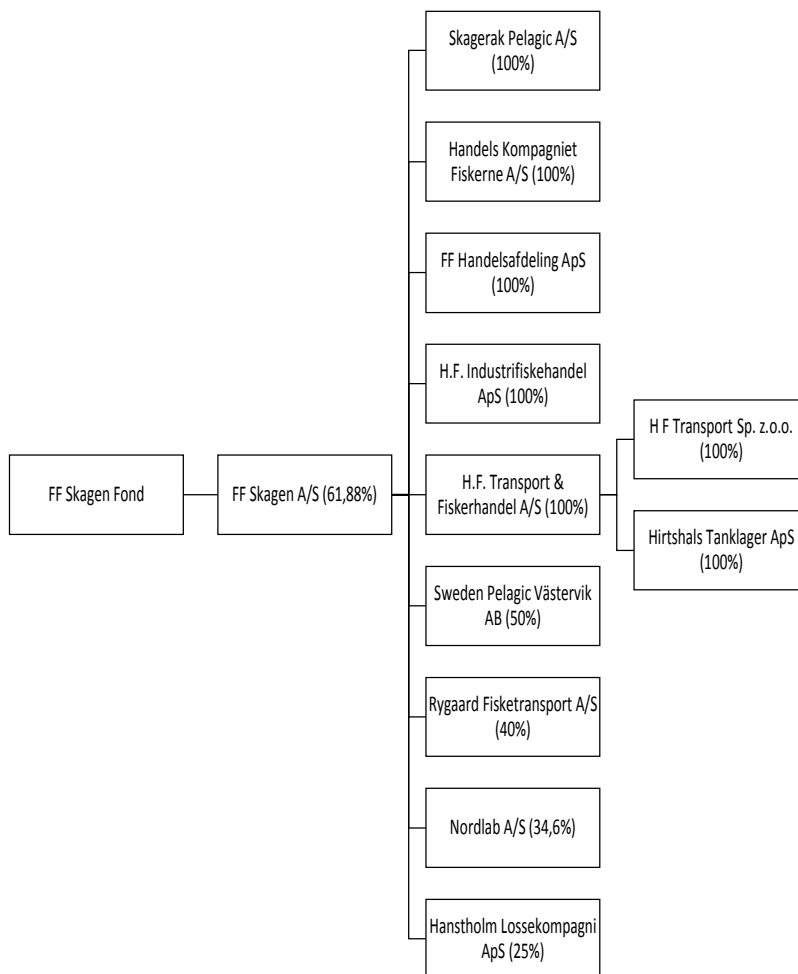 FF Skagen Fond
FF Skagen A/S (61,88%)
Skagerak Pelagic A/S
(100%)
Handels Kompagniet
Fiskerne A/S (100%)
FF Handelsafdeling ApS
(100%)
H.F. Industrifiskehandel
ApS (100%)
H.F. Transport &
Fiskerhandel A/S (100%)
H F Transport Sp. z.o.o.
(100%)
Hirtshals Tanklager ApS
(100%)
Sweden Pelagic Västervik
AB (50%)
Rygaard Fisketransport A/S
(40%)
Nordlab A/S (34,6%)
Hanstholm Lossekompagni
ApS (25%)